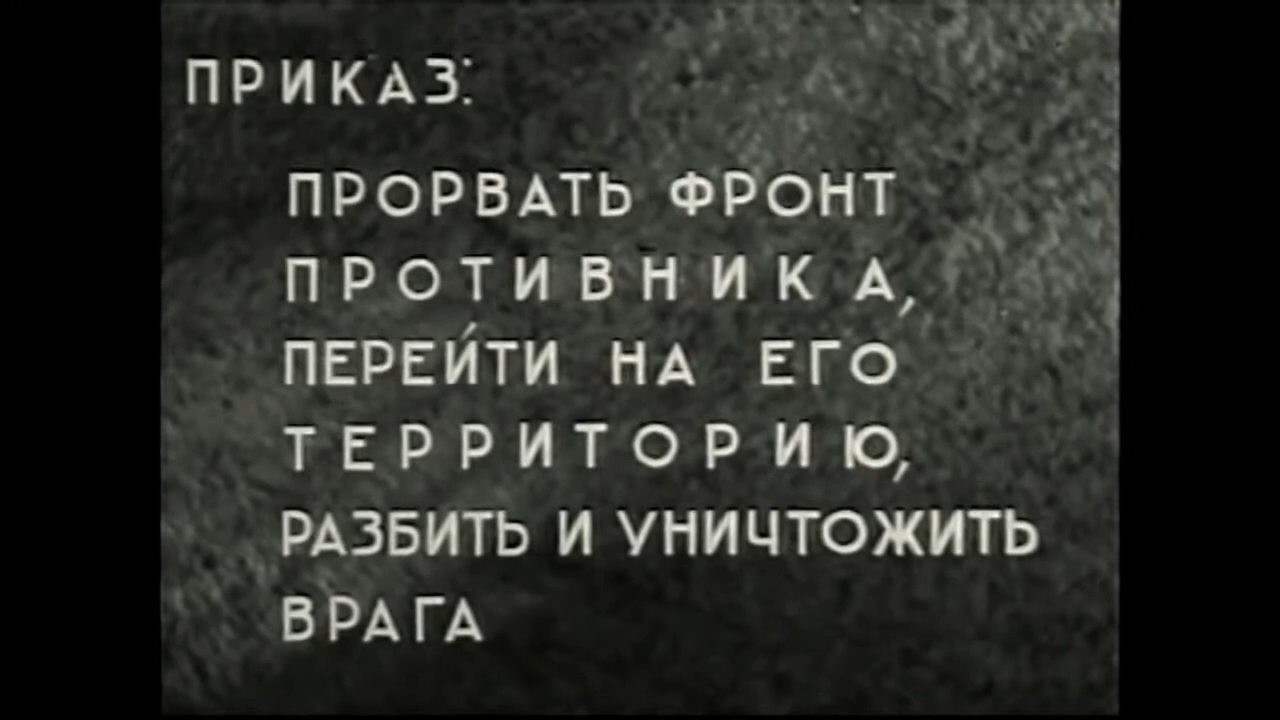 ПРИКАЗ:
ПРОРВАТЬ ФРОНТ
ПРОТИВНИКА,
ПЕРЕЙТИ НА ЕГО
ТЕРРИТОРИЮ,
РАЗБИТЬ И УНИЧТОЖИТЬ
ВРАГА